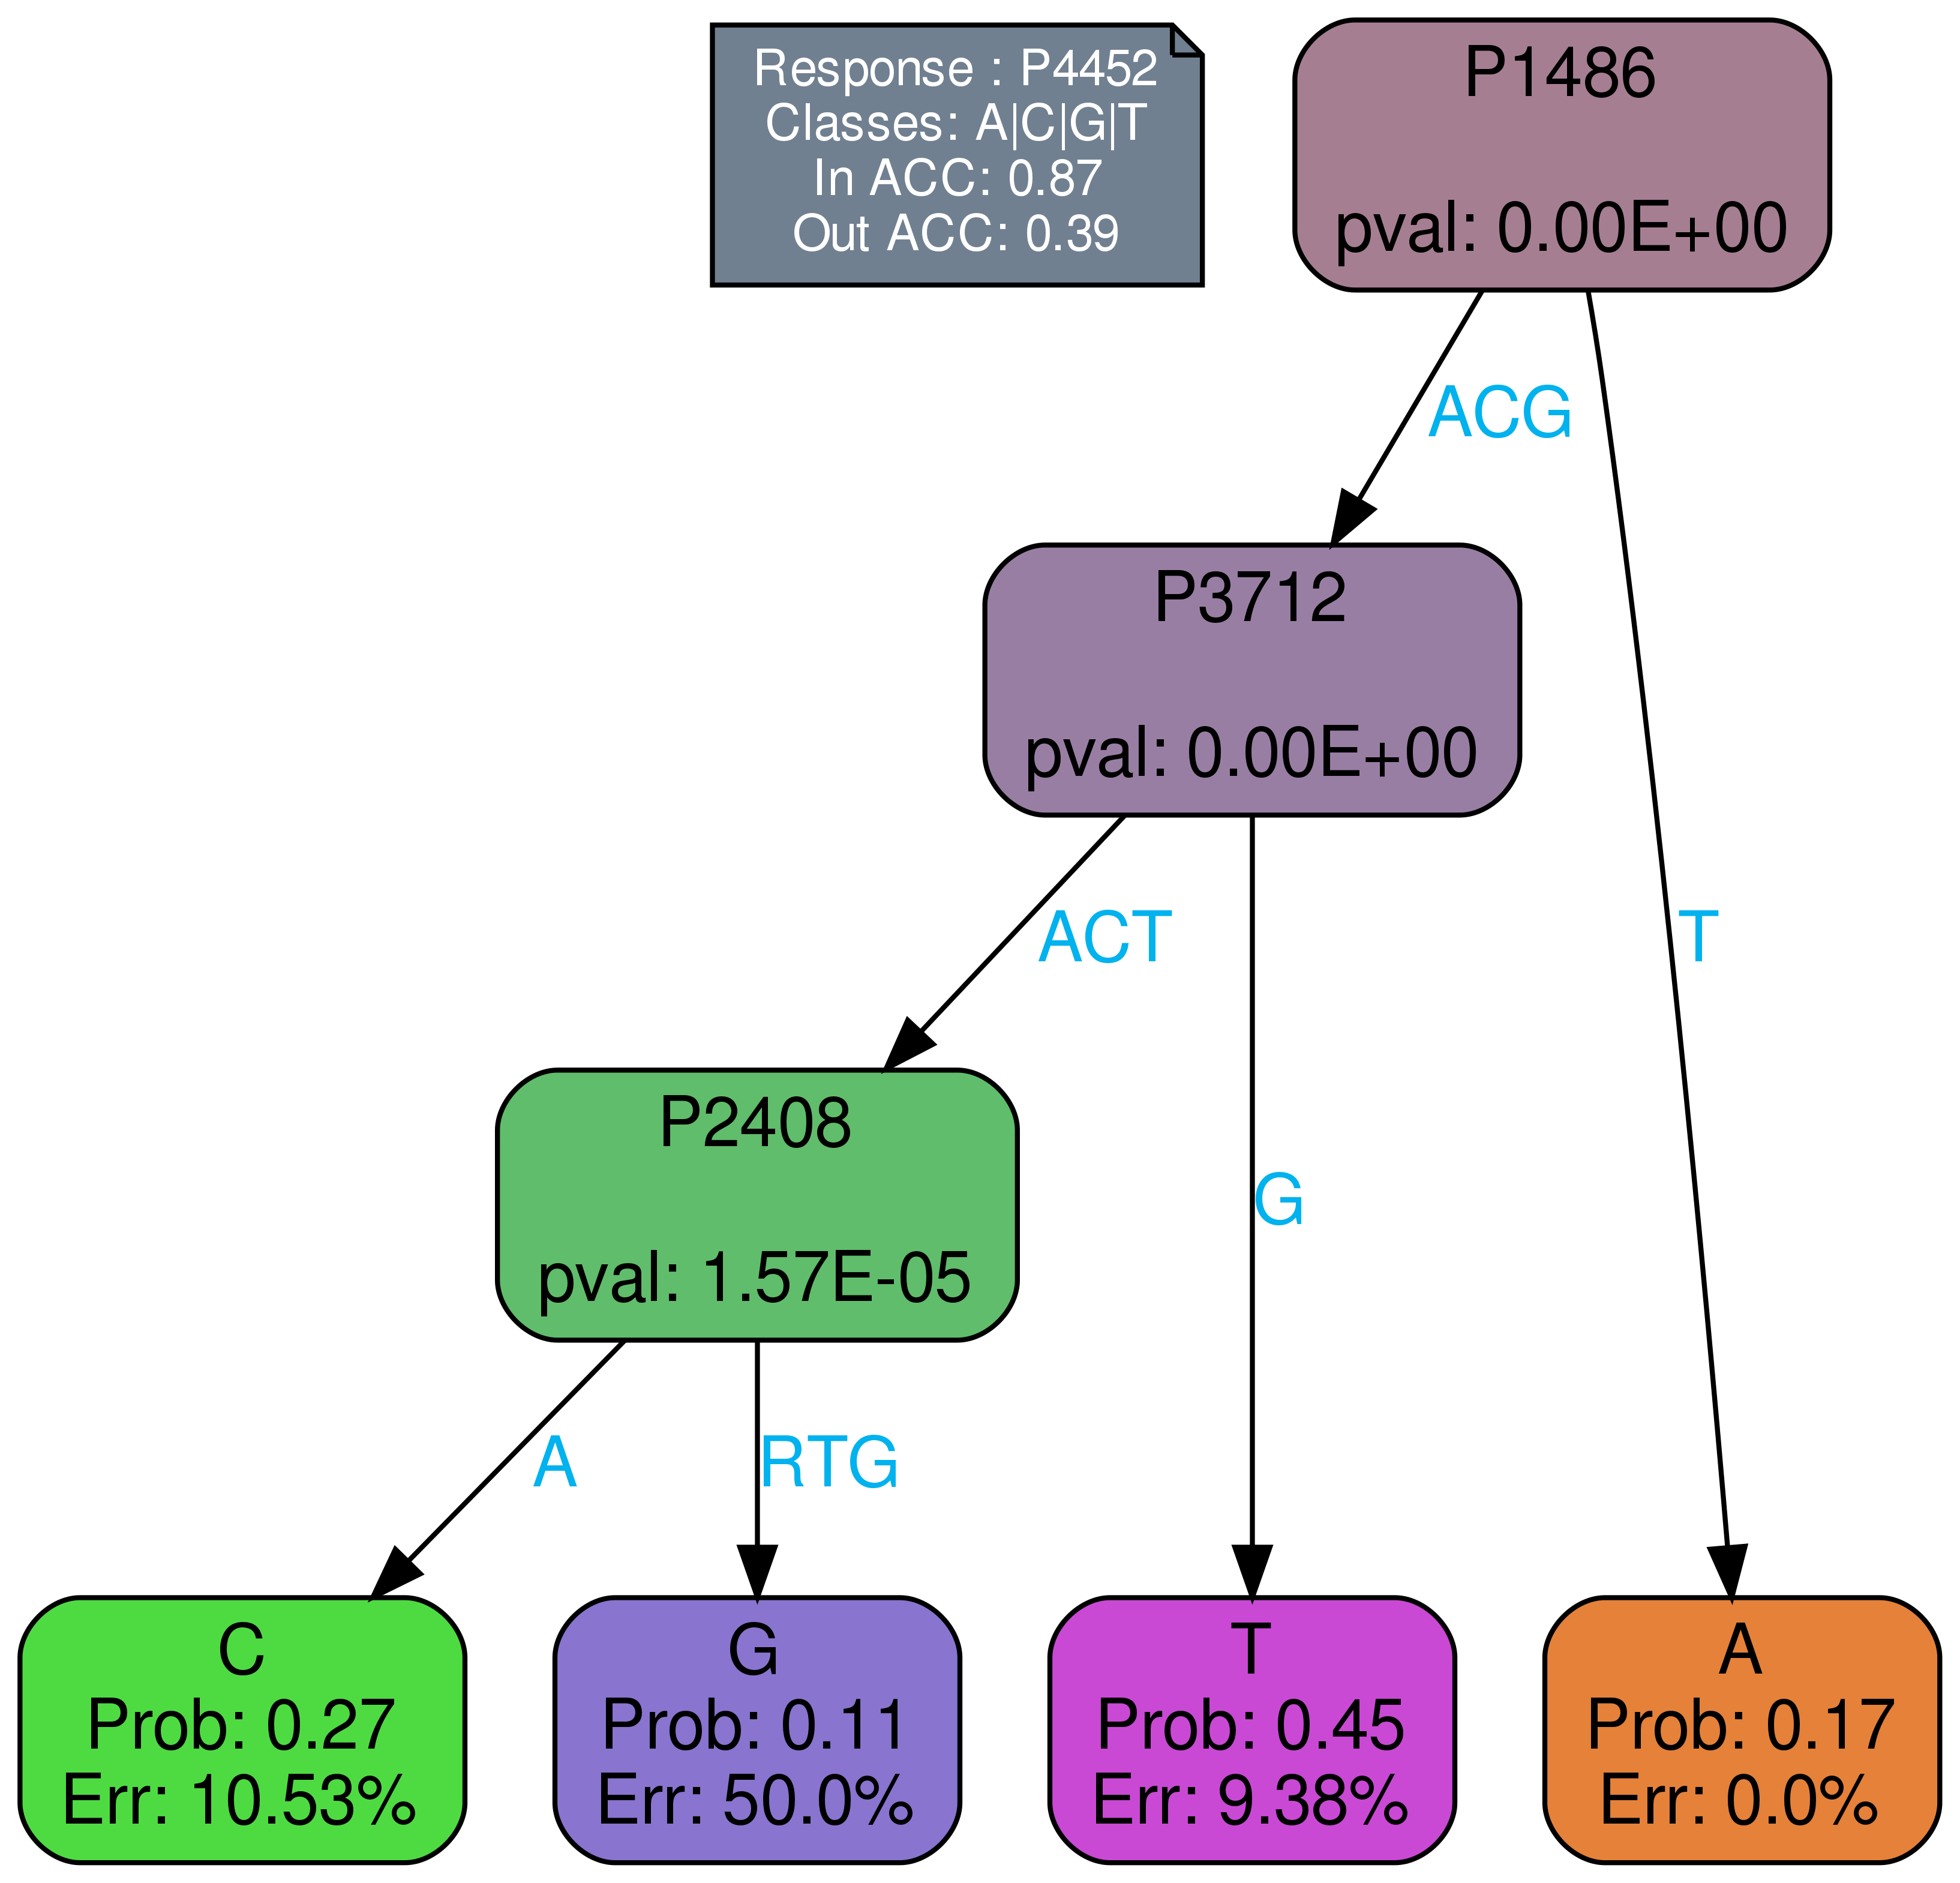 Response : P4452
Classes: A|C|G|T
In ACC: 0.87
Out ACC: 0.39
P1486
pval: 0.00E+00
ACG
P3712
pval: 0.00E+00
ACT
T
P2408
pval: 1.57E-05
G
A
RTG
C
Prob: 0.27
Err: 10.53%
G
Prob: 0.11
Err: 50.0%
T
Prob: 0.45
Err: 9.38%
A
Prob: 0.17
Err: 0.0%